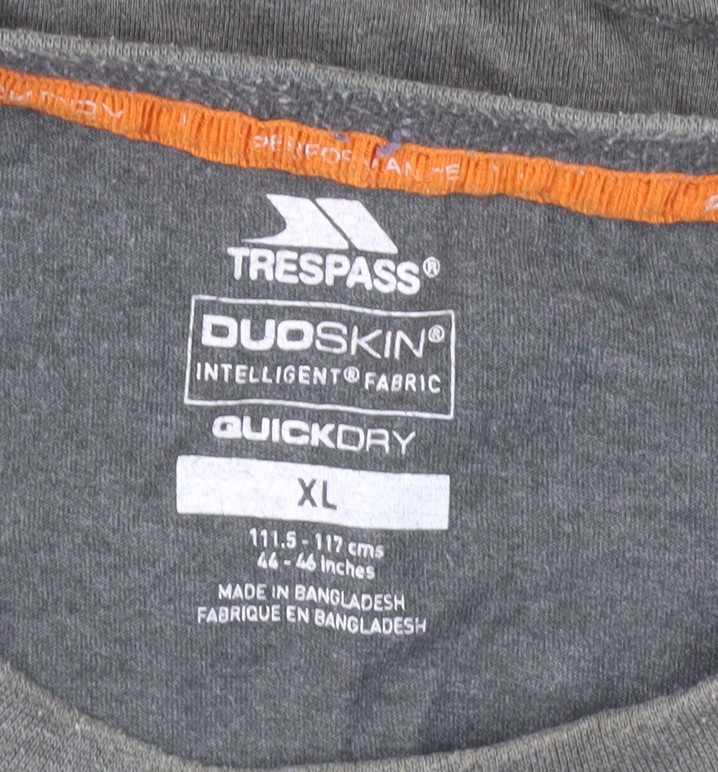 TRESPASS®
DUOSKIN®
INTELLIGENT® FABRIC
QUICKDRY
XL
111.5 - 117 cms
44 - 46 Inches
MADE IN BANGLADESH
FABRIQUE EN BANGLADESH